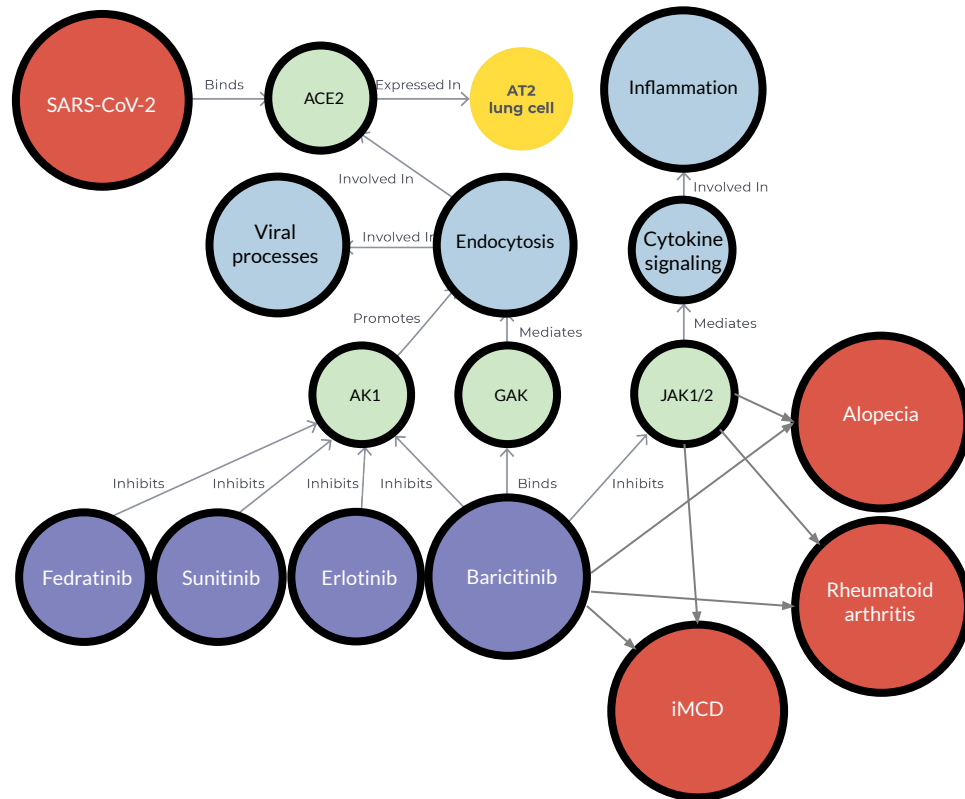 SARS-CoV-2
Binds
ACE2
Expressed In
AT2
lung cell
Inflammation
Involved In
Involved In
Viral
processes
Involved In
Endocytosis
Cytokine
signaling
Promotes
Mediates
Mediates
AK1
GAK
JAK1/2
Alopecia
Inhibits
Inhibits
Inhibits
Inhibits
Binds
Inhibits
Fedratinib
Sunitinib
Erlotinib
Baricitinib
Rheumatoid
arthritis
iMCD